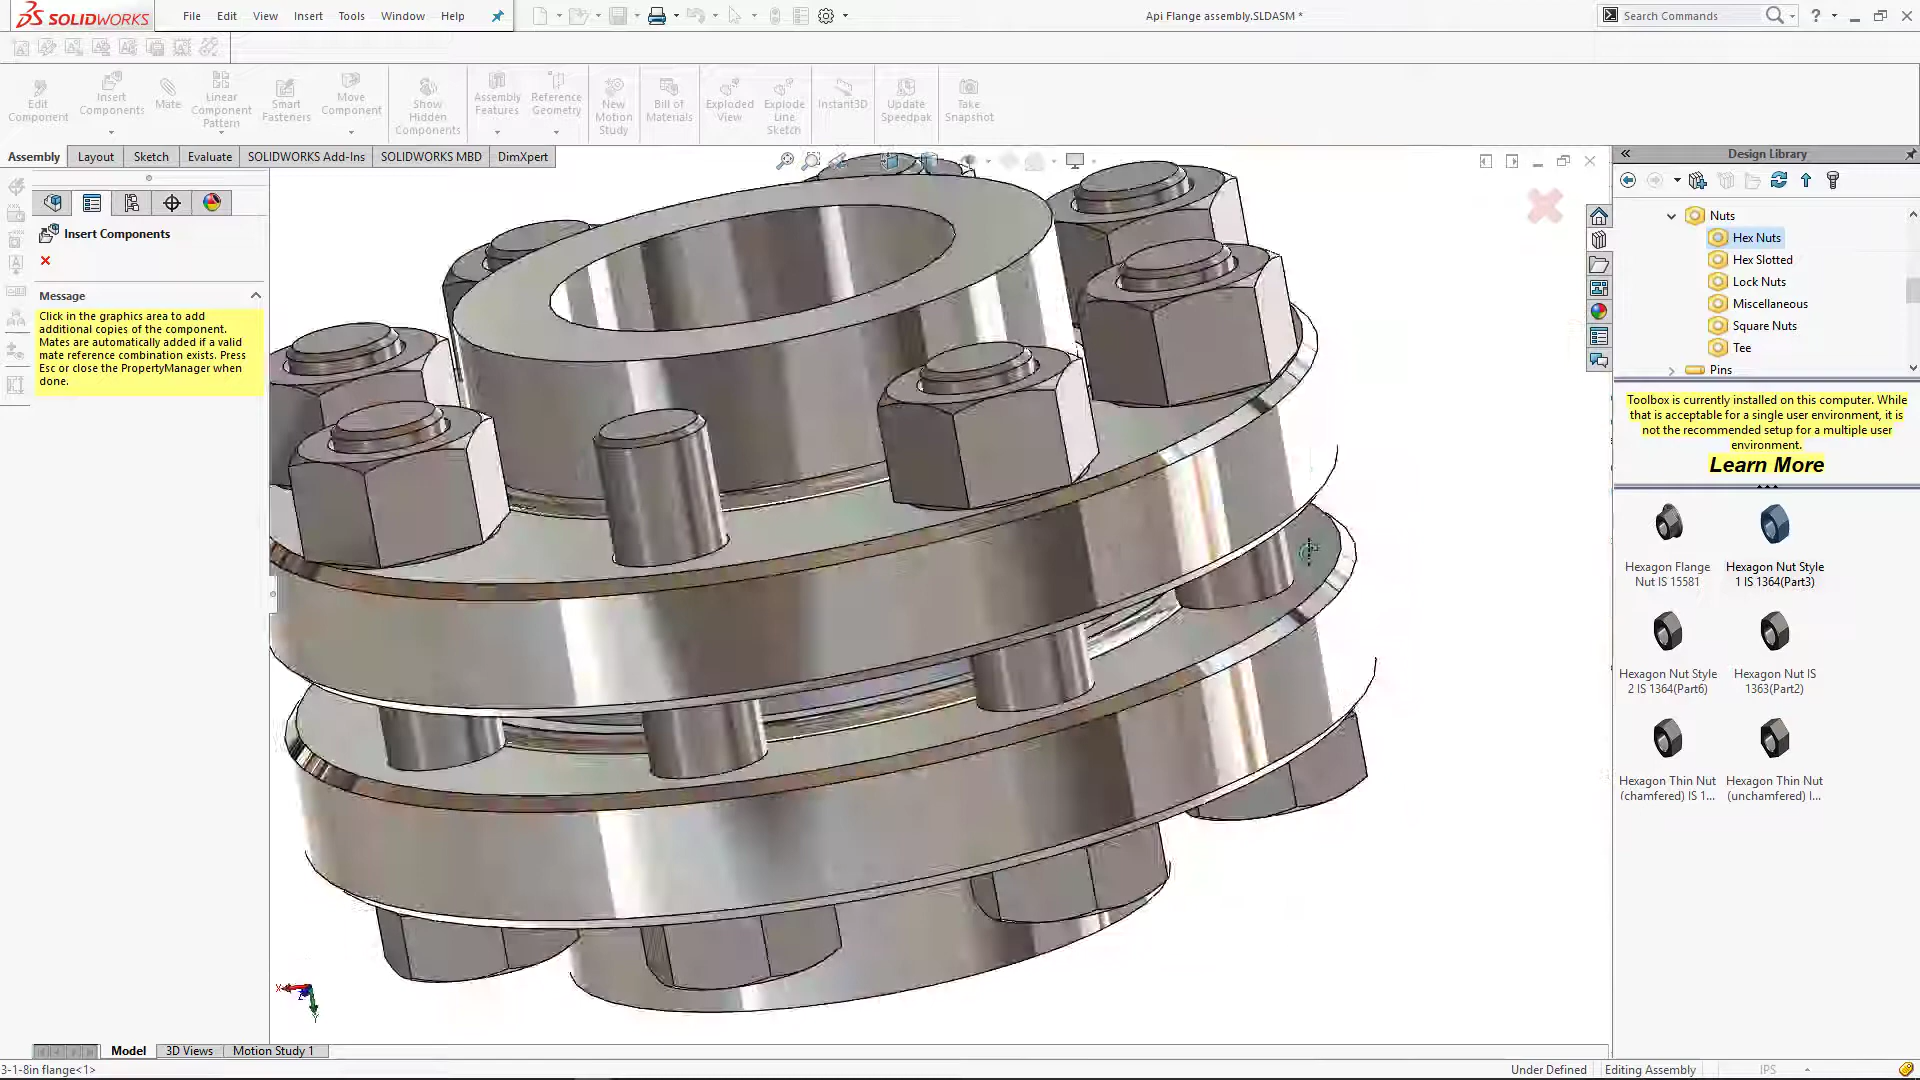 SOLIDWORKS
File Edit View Insert Tools Window Help
Api Flange assembly.SLDASM *
Search Commands
Edit Component
Insert Components
Mate
Linear Component Pattern
Smart Fasteners
Move Component
Show Hidden Components
Assembly Features
Reference Geometry
New Motion Study
Bill of Materials
Exploded View
Explode Line Sketch
Instant3D
Update Speedpak
Take Snapshot
Assembly Layout Sketch Evaluate SOLIDWORKS Add-Ins SOLIDWORKS MBD DimXpert
Insert Components
Message
Click in the graphics area to add
additional copies of the component.
Mates are automatically added if a valid
mate reference combination exists. Press
Esc or close the PropertyManager when
done.
Design Library
Nuts
Hex Nuts
Hex Slotted
Lock Nuts
Miscellaneous
Square Nuts
Tee
Pins
Toolbox is currently installed on this computer. While
that is acceptable for a single user environment, it is
not the recommended setup for a multiple user
environment.
Learn More
Hexagon Flange
Nut IS 15581
Hexagon Nut Style
1 IS 1364(Part3)
Hexagon Nut Style
2 IS 1364(Part6)
Hexagon Nut IS
1363(Part2)
Hexagon Thin Nut
(chamfered) IS 1...
Hexagon Thin Nut
(unchamfered) I...
X
Y
Z
Model 3D Views Motion Study 1
3-1-8in flange<1>
Under Defined Editing Assembly IPS